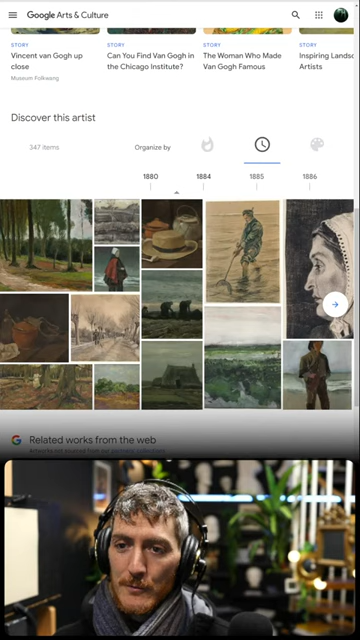 Google Arts & Culture
STORY
Vincent van Gogh up close
Museum Folkwang
STORY
Can You Find Van Gogh in the Chicago Institute?
STORY
The Woman Who Made Van Gogh Famous
STORY
Inspiring Landsc
Artists
Discover this artist
347 items
Organize by
1880
1884
1885
1886
Related works from the web